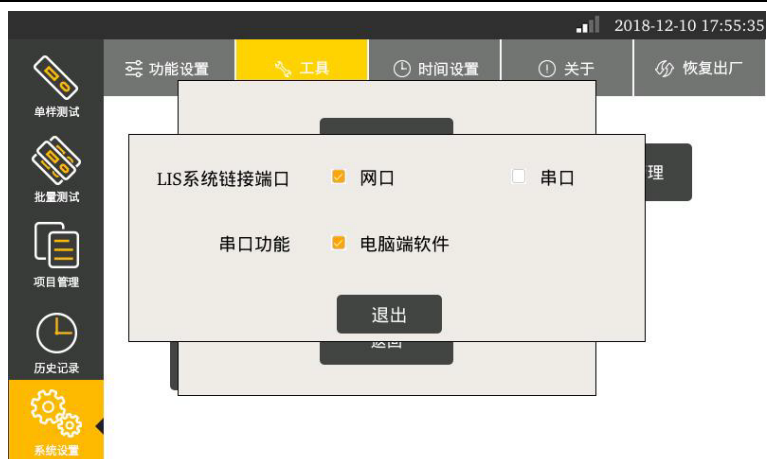 2018-12-10 17:55:35
功能设置
工具
时间设置
关于
恢复出厂
单样测试
批量测试
项目管理
历史记录
系统设置
理
LIS系统链接端口
网口
串口
串口功能
电脑端软件
退出
返回